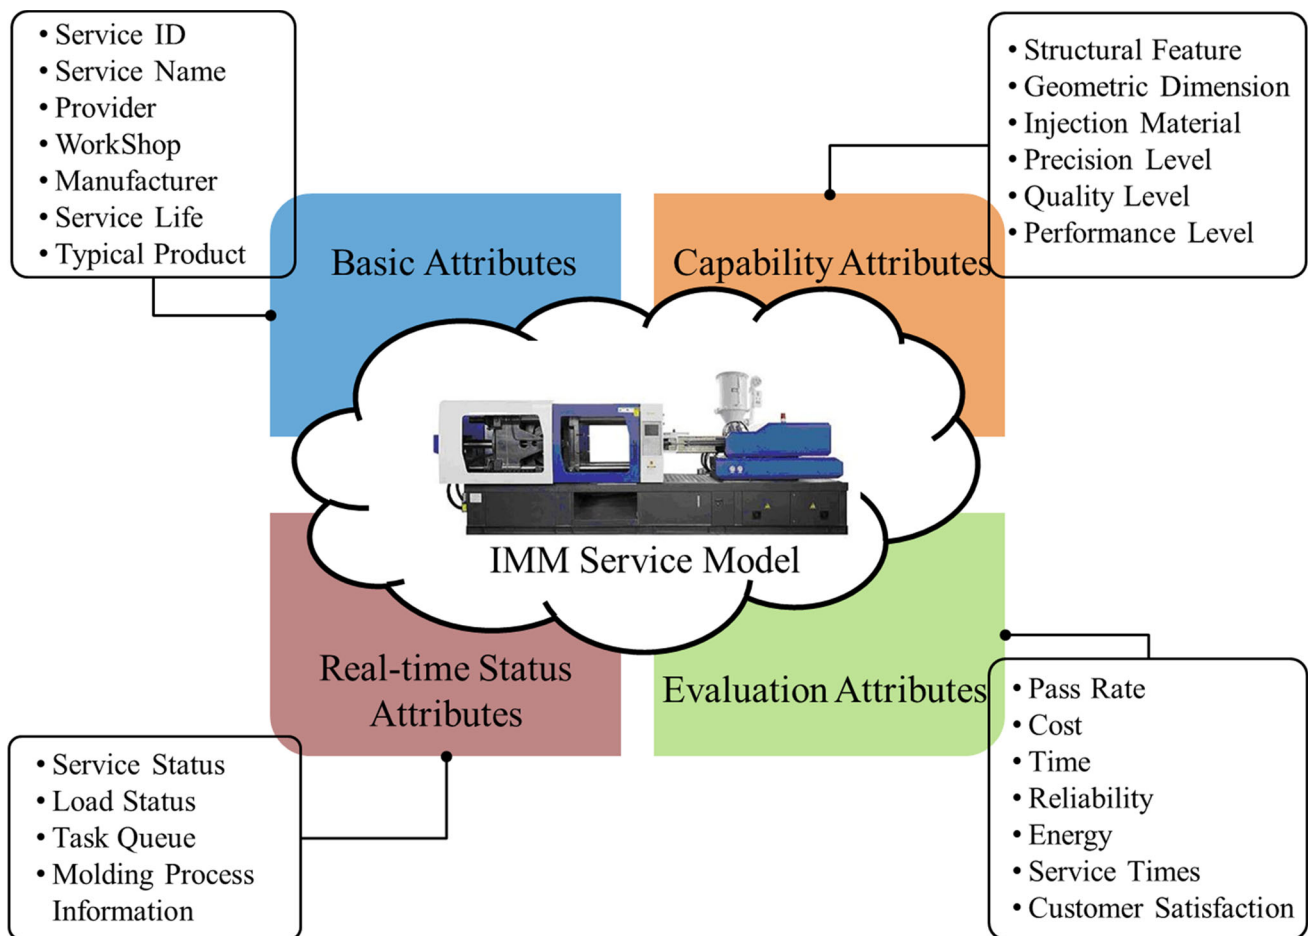 • Service ID
• Service Name
• Provider
• WorkShop
• Manufacturer
• Service Life
• Typical Product
Basic Attributes
• Structural Feature
• Geometric Dimension
• Injection Material
• Precision Level
• Quality Level
• Performance Level
Capability Attributes
IMM Service Model
Real-time Status
Attributes
• Service Status
• Load Status
• Task Queue
• Molding Process
Information
Evaluation Attributes
• Pass Rate
• Cost
• Time
• Reliability
• Energy
• Service Times
• Customer Satisfaction